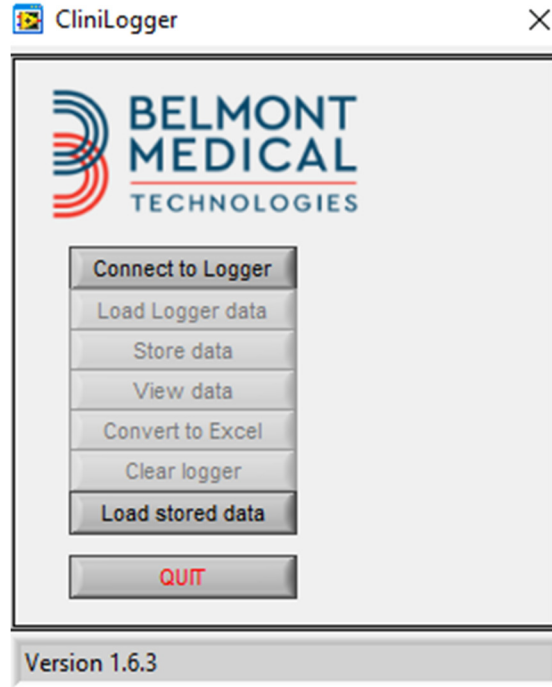 CliniLogger
BELMONT
MEDICAL
TECHNOLOGIES
Connect to Logger
Load Logger data
Store data
View data
Convert to Excel
Clear logger
Load stored data
QUIT
Version 1.6.3